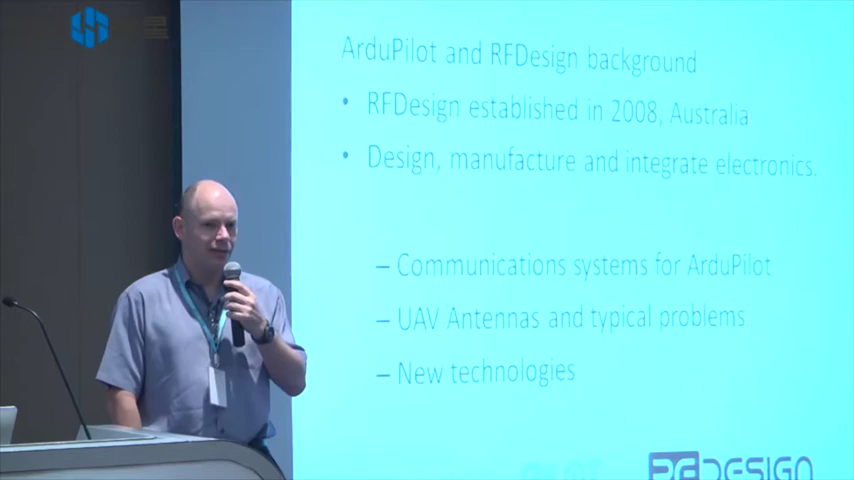 ArduPilot and RFDesign background
• RFDesign established in 2008, Australia
• Design, manufacture and integrate electronics.
– Communications systems for ArduPilot
– UAV Antennas and typical problems
– New technologies
RFDESIGN